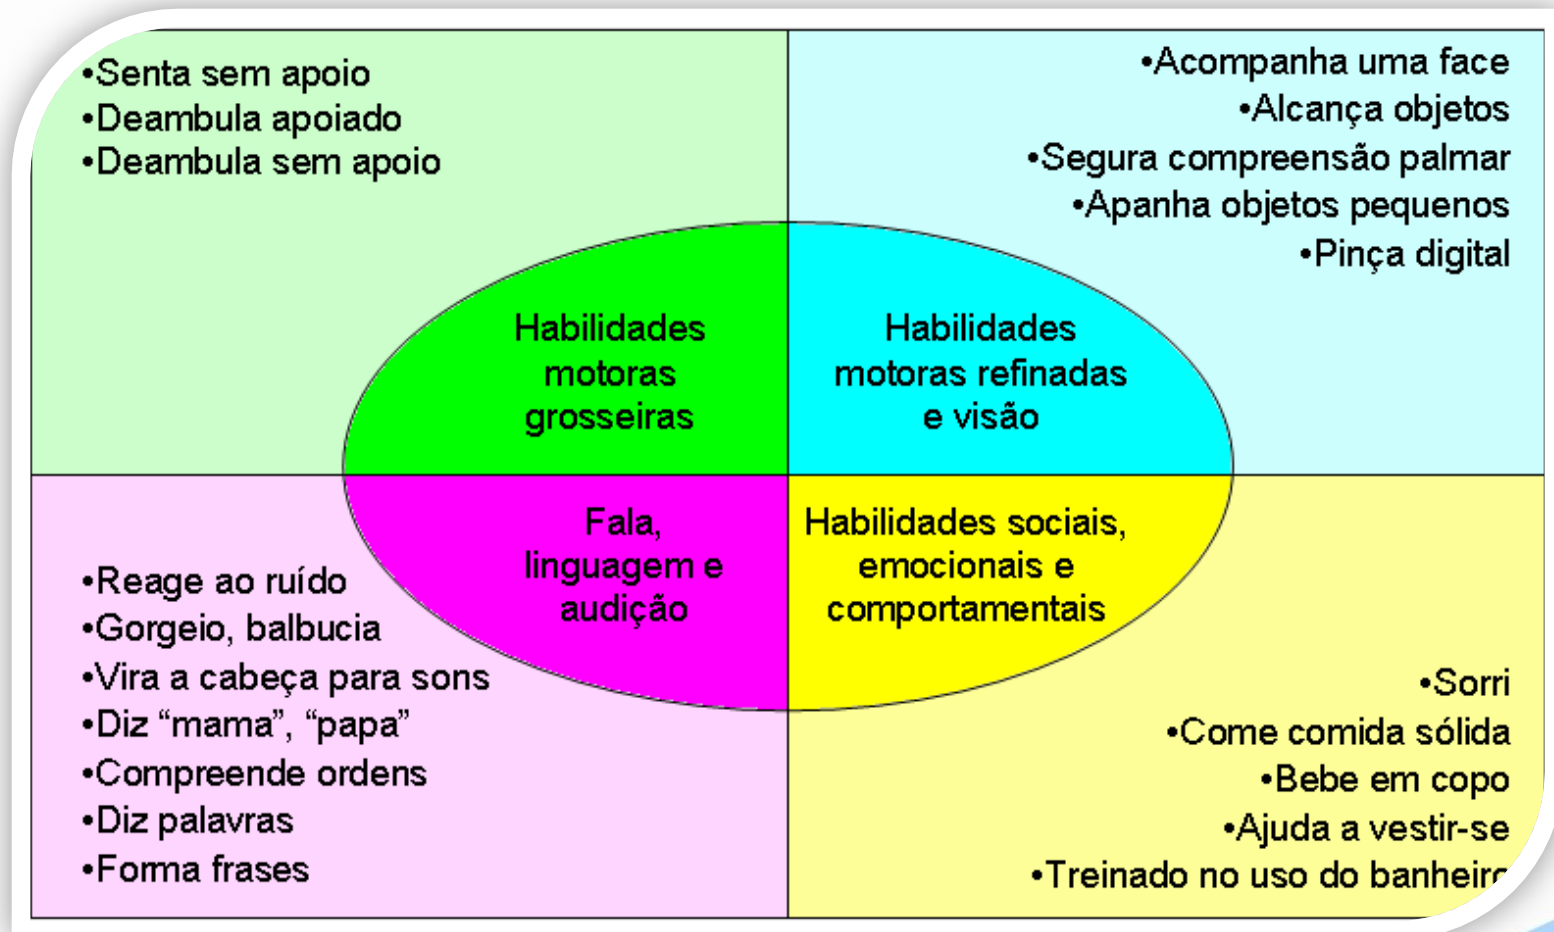 •Senta sem apoio
•Deambula apoiado
•Deambula sem apoio
•Acompanha uma face
•Alcança objetos
•Segura compreensão palmar
•Apanha objetos pequenos
•Pinça digital
Habilidades
motoras
grosseiras
Habilidades
motoras refinadas
e visão
Fala,
linguagem e
audição
Habilidades sociais,
emocionais e
comportamentais
•Reage ao ruído
•Gorgeio, balbucia
•Vira a cabeça para sons
•Diz “mama”, “papa”
•Compreende ordens
•Diz palavras
•Forma frases
•Sorri
•Come comida sólida
•Bebe em copo
•Ajuda a vestir-se
•Treinado no uso do banheiro